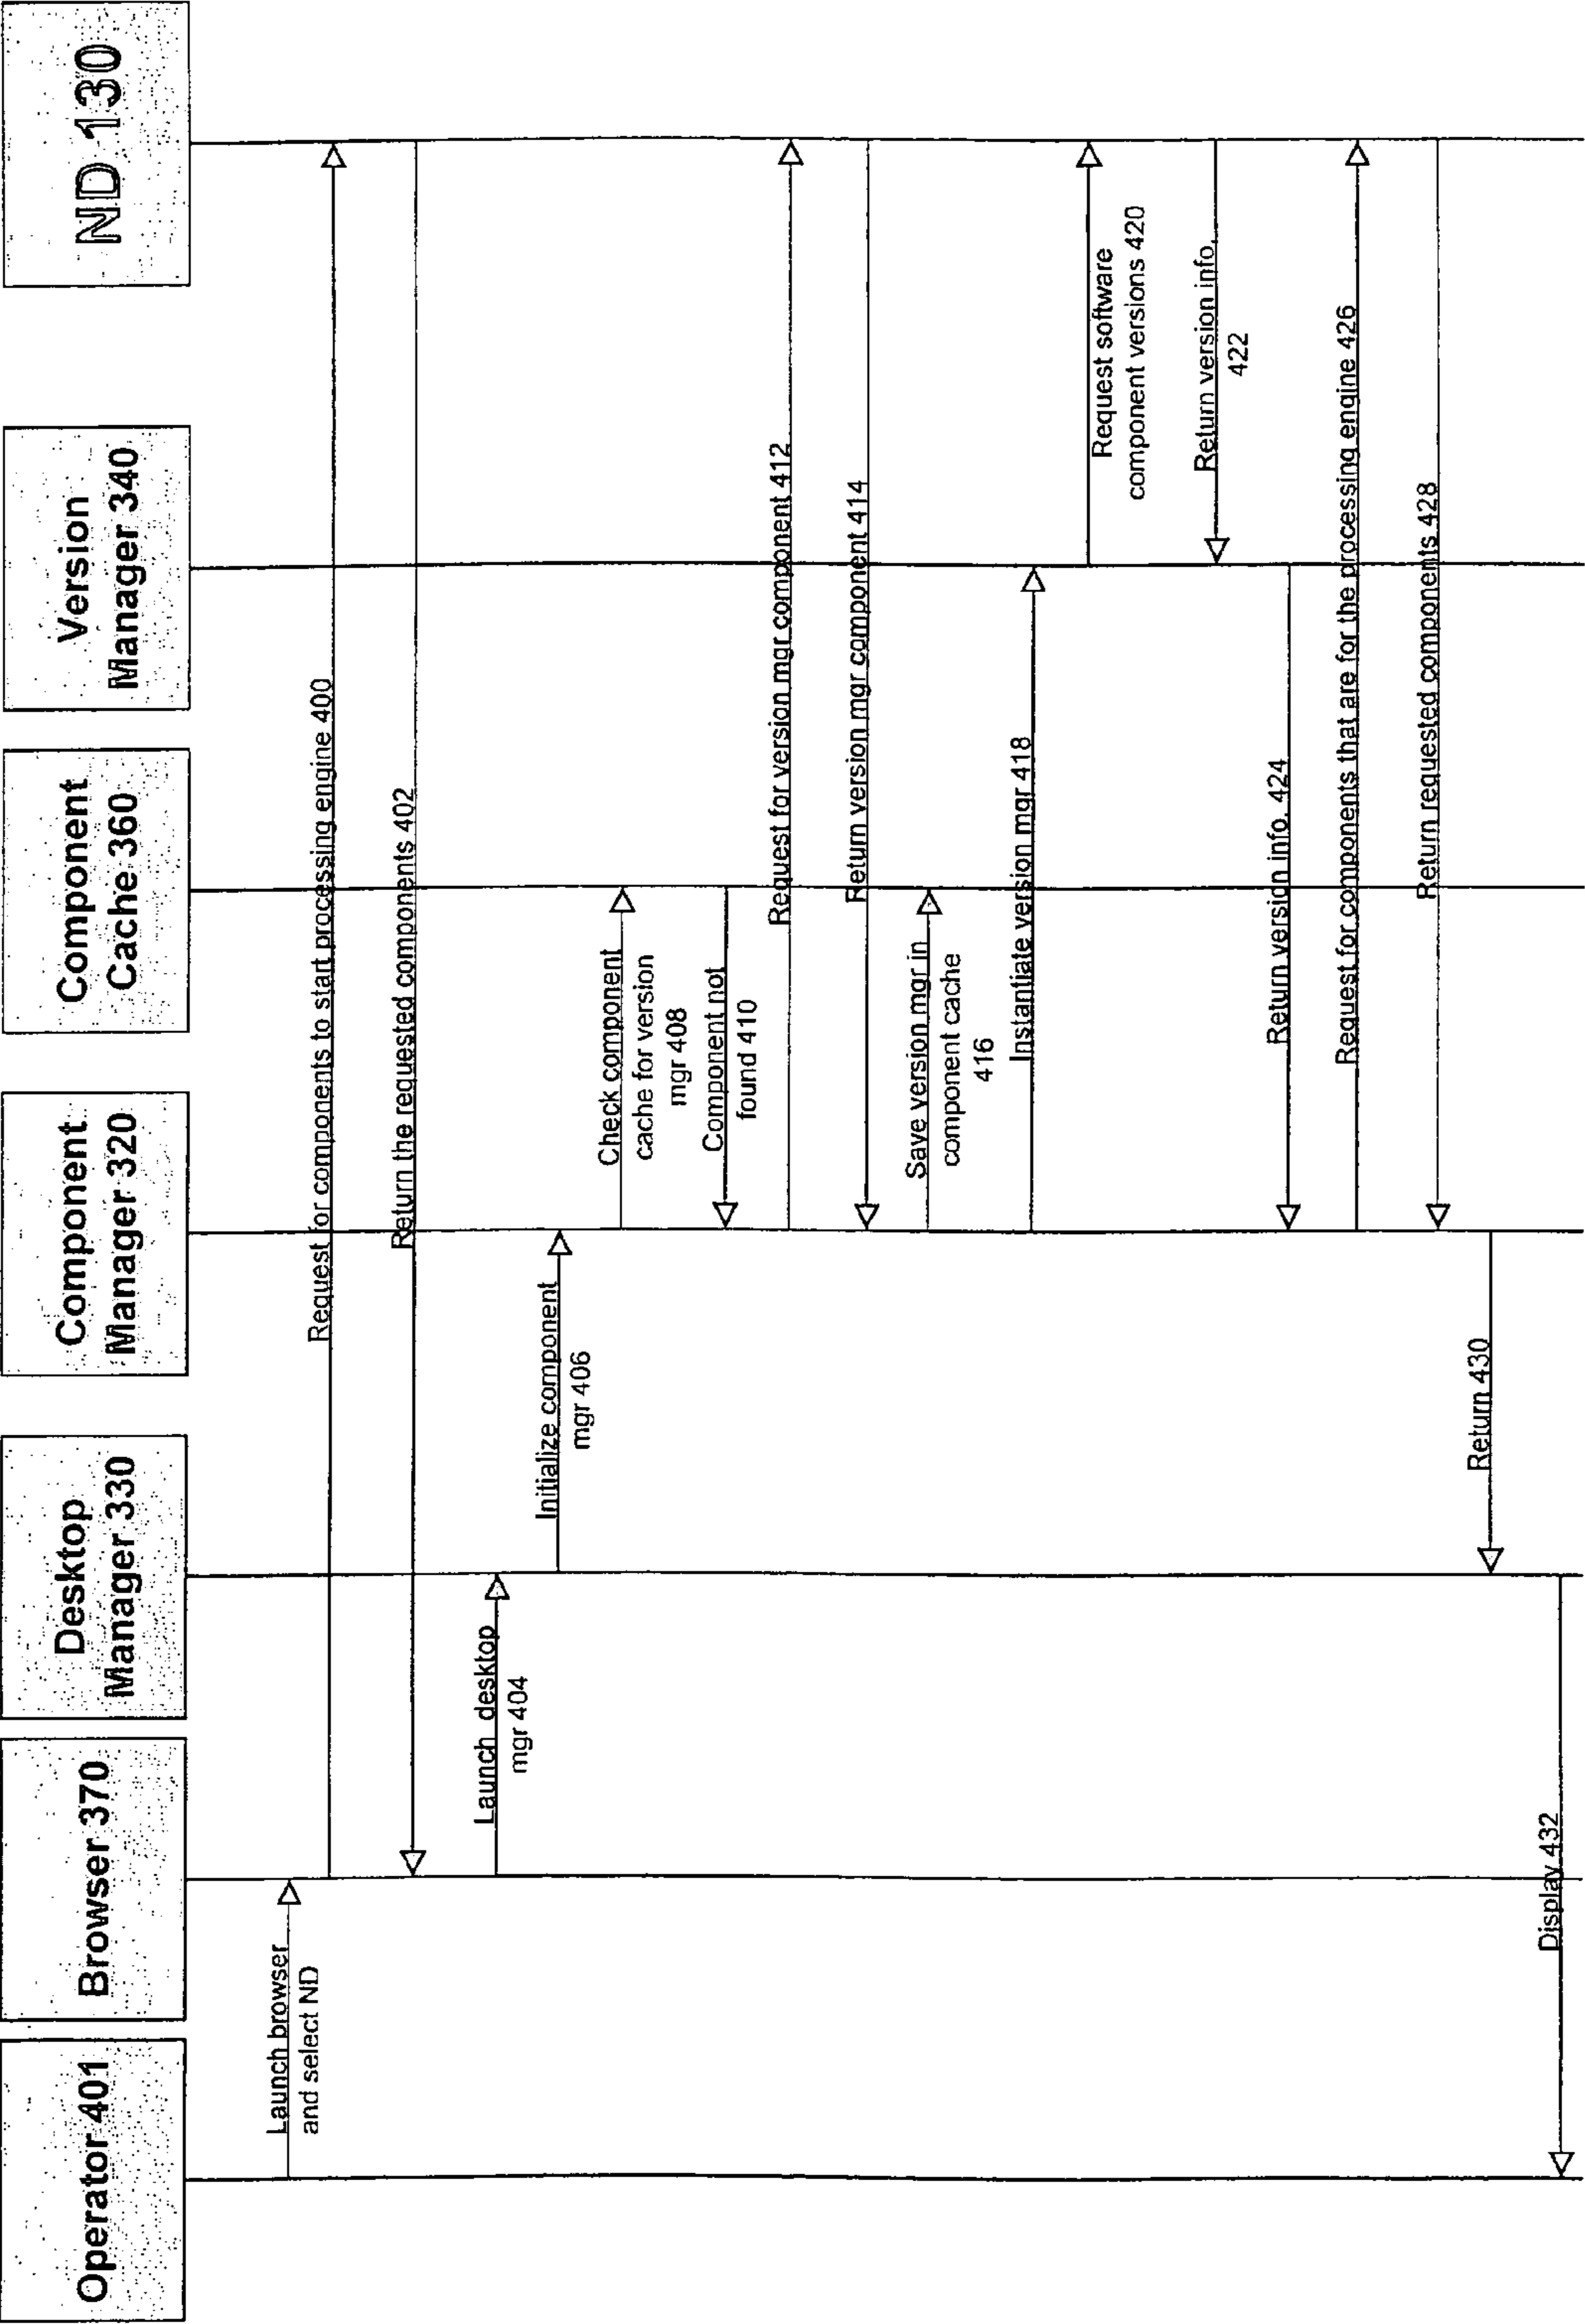 Operator 401
Browser 370
Desktop
Manager 330
Component
Manager 320
Component
Cache 360
Version
Manager 340
ND 130
Launch browser
and select ND
Request for components to start processing engine 400
Return the requested components 402
Launch desktop
mgr 404
Initialize component
mgr 406
Check component
cache for version
mgr 408
Component not
found 410
Request for version mgr component 412
Return version mgr component 414
Save version mgr in
component cache
416
Instantiate version mgr 418
Request software
component versions 420
Return version info.
422
Return version info. 424
Request for components that are for the processing engine 426
Return requested components 428
Return 430
Display 432